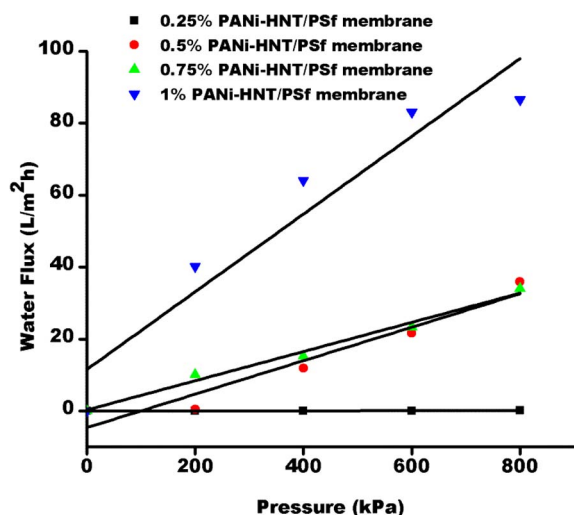 0.25% PANi-HNT/PSf membrane
0.5% PANi-HNT/PSf membrane
0.75% PANi-HNT/PSf membrane
1% PANi-HNT/PSf membrane
Water Flux (L/m²h)
100
80
60
40
20
0
0 200 400 600 800
Pressure (kPa)